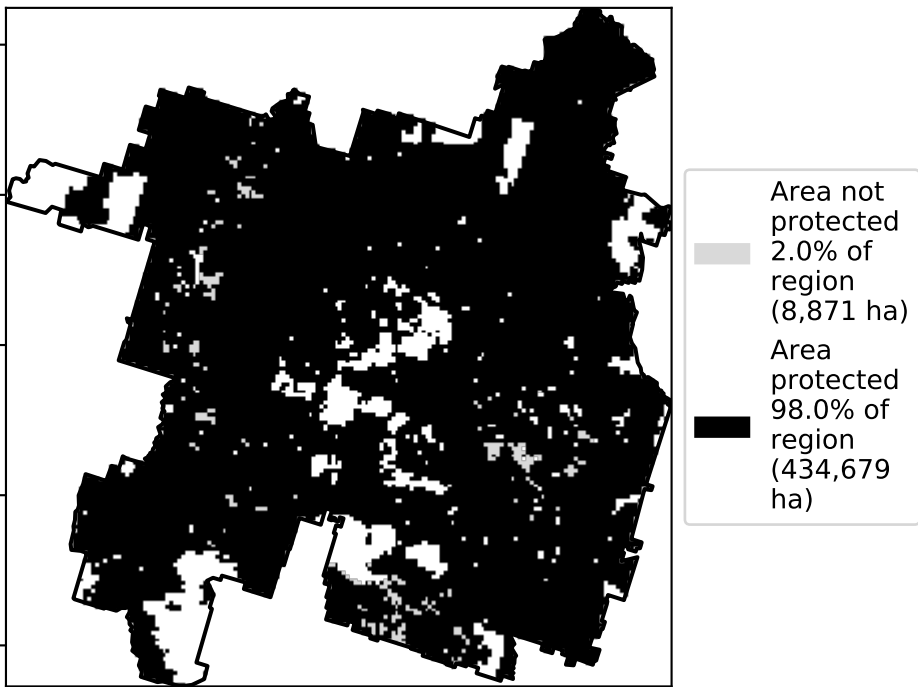 Area not
protected
2.0% of
region
(8,871 ha)
Area
protected
98.0% of
region
(434,679
ha)